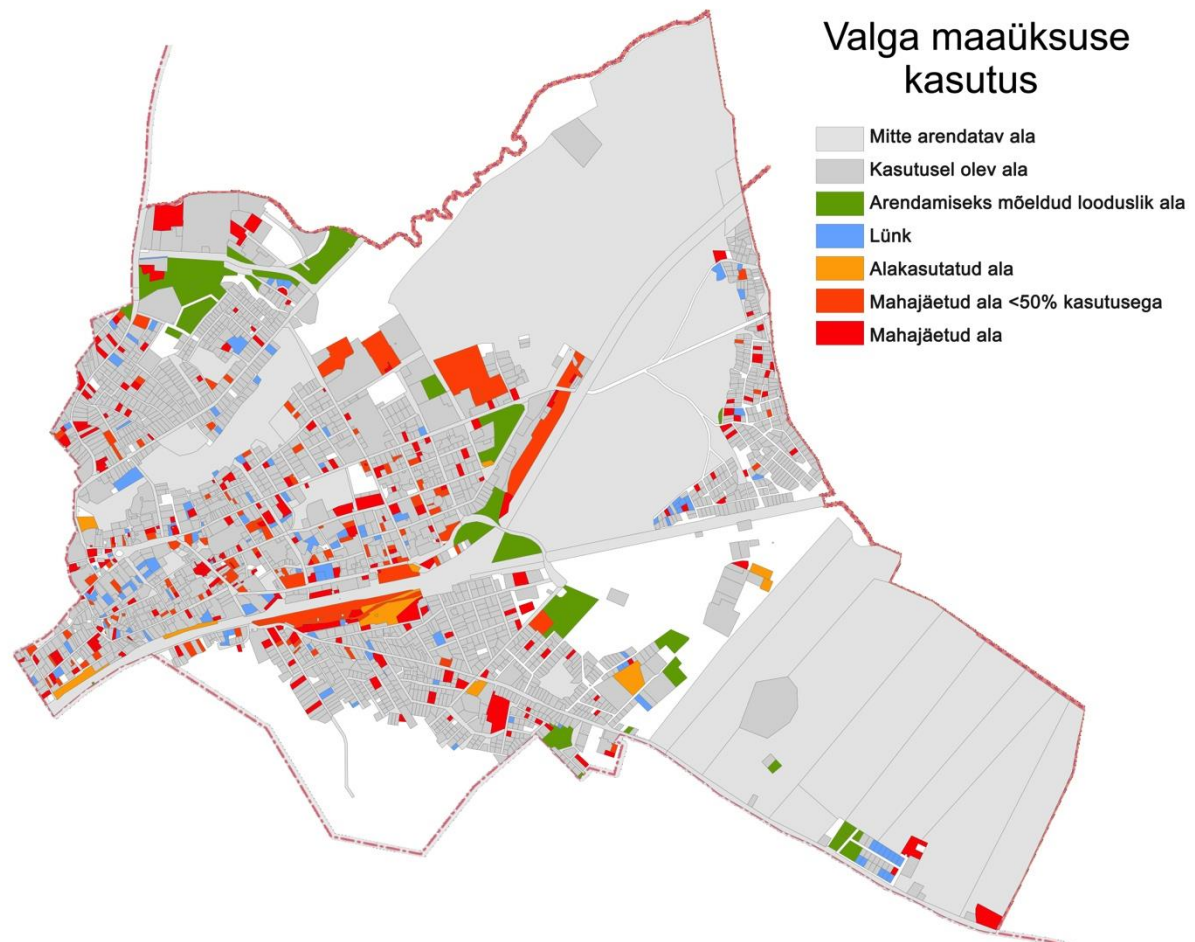 Valga maaüksuse
kasutus
Mitte arendatav ala
Kasutusel olev ala
Arendamiseks mõeldud looduslik ala
Lünk
Alakasutatud ala
Mahajäetud ala <50% kasutusega
Mahajäetud ala